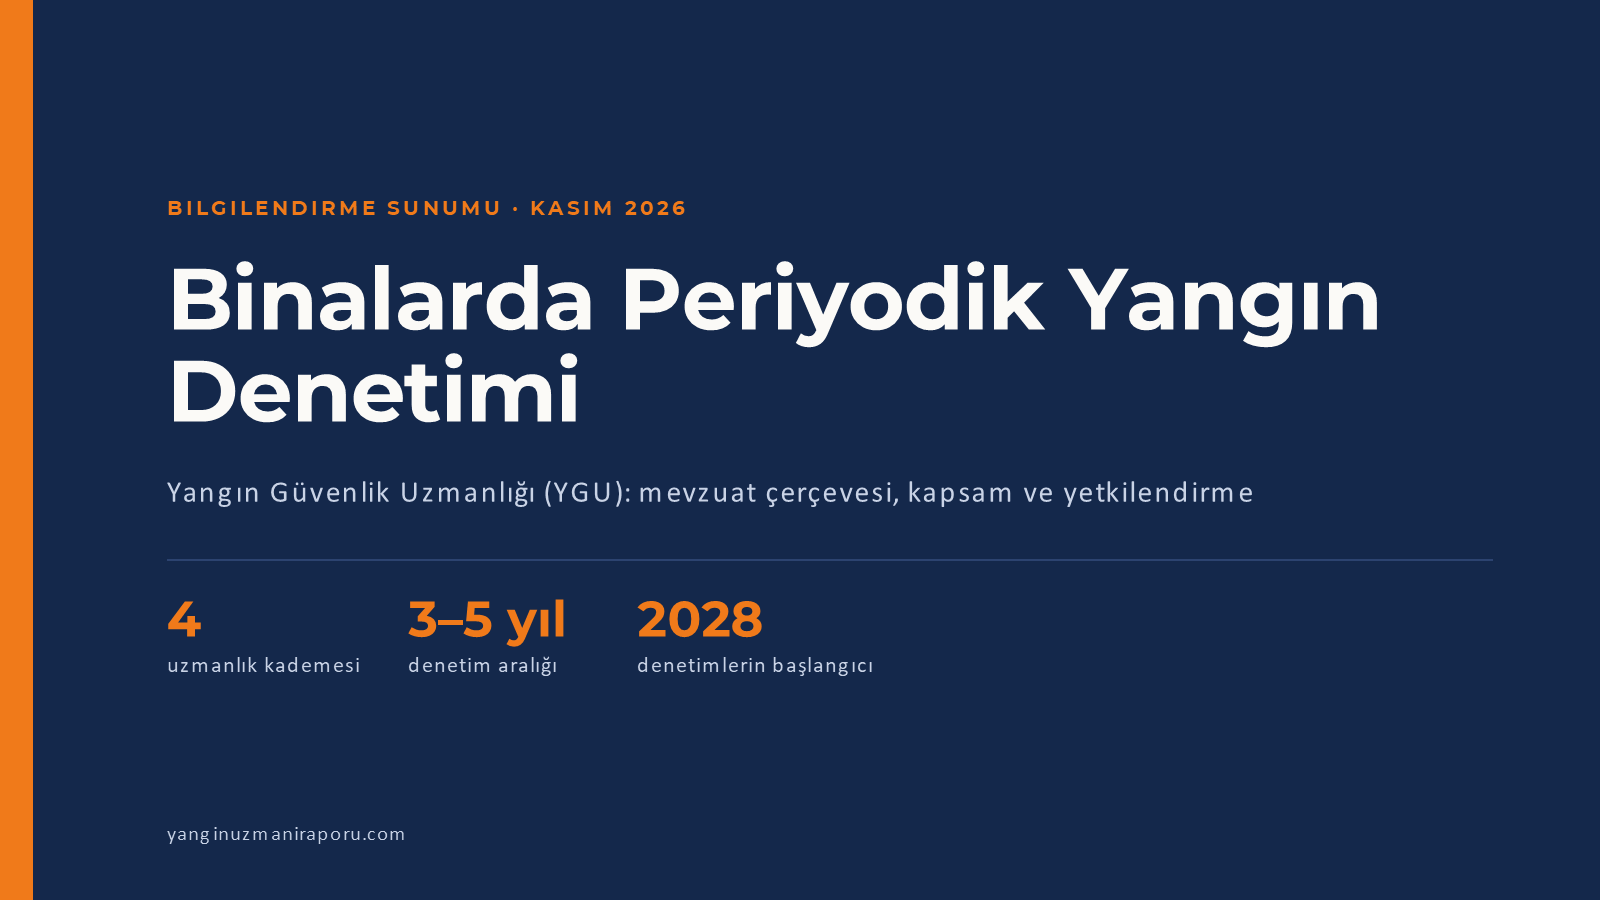 BILGILENDIRME SUNUMU · KASIM 2026
Binalarda Periyodik Yangın
Denetimi
Yangın Güvenlik Uzmanlığı (YGU): mevzuat çerçevesi, kapsam ve yetkilendirme
4
uzmanlık kademesi
3–5 yıl
denetim aralığı
2028
denetimlerin başlangıcı
yanginuzmaniraporu.com